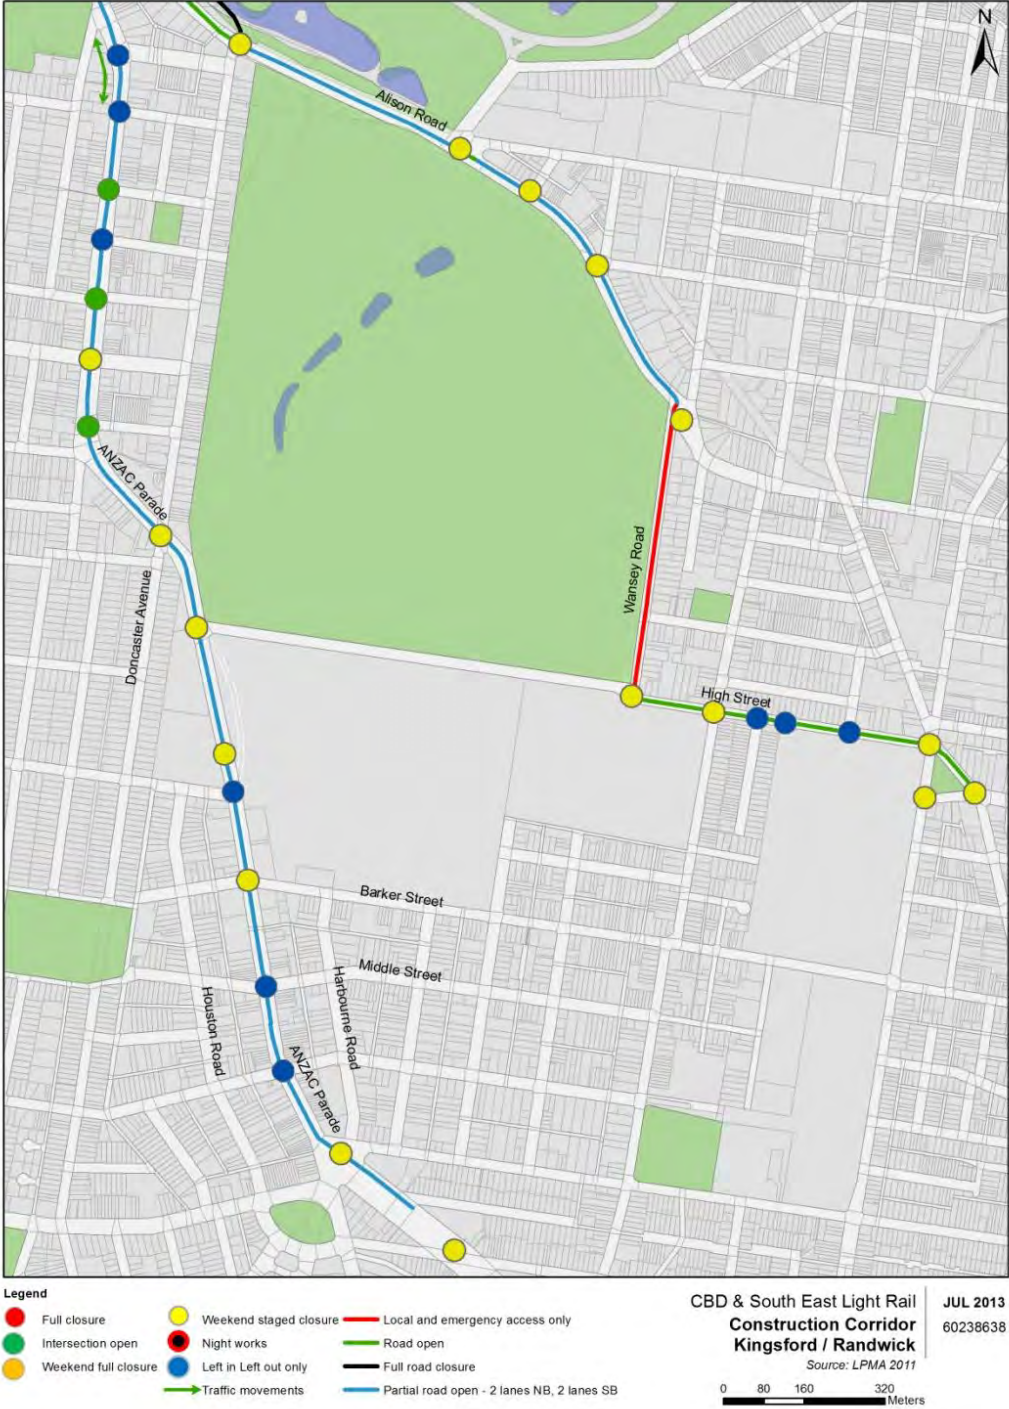 N
Alison Road
ANZAC Parade
Wansey Road
Doncaster Avenue
High Street
Barker Street
Middle Street
Houston Road
Harbourne Road
ANZAC Parade
Legend
Full closure
Intersection open
Weekend full closure
Weekend staged closure
Night works
Left in Left out only
Traffic movements
Local and emergency access only
Road open
Full road closure
Partial road open - 2 lanes NB, 2 lanes SB
CBD & South East Light Rail
Construction Corridor
Kingsford / Randwick
Source: LPMA 2011
JUL 2013
60238638
0 80 160 320
Meters